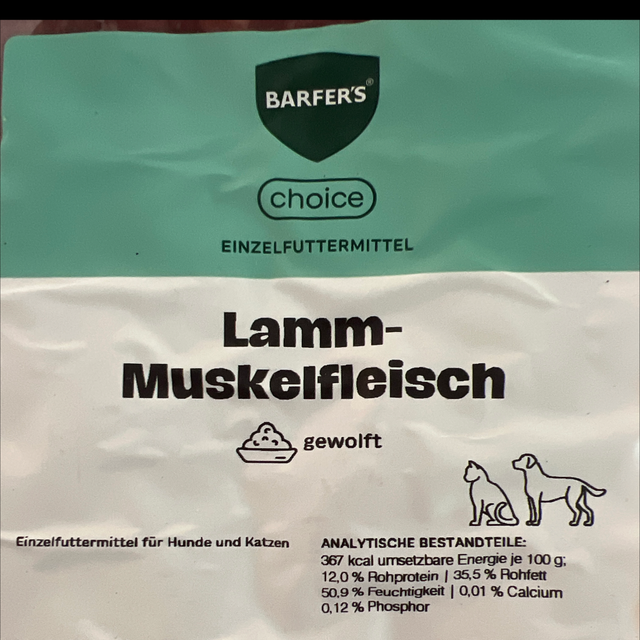 BARFER'S®
choice
EINZELFUTTERMITTEL
Lamm-
Muskelfleisch
gewolft
Einzelfuttermittel für Hunde und Katzen
ANALYTISCHE BESTANDTEILE:
367 kcal umsetzbare Energie je 100 g;
12,0 % Rohprotein | 35,5 % Rohfett
50,9 % Feuchtigkeit | 0,01 % Calcium
0,12 % Phosphor